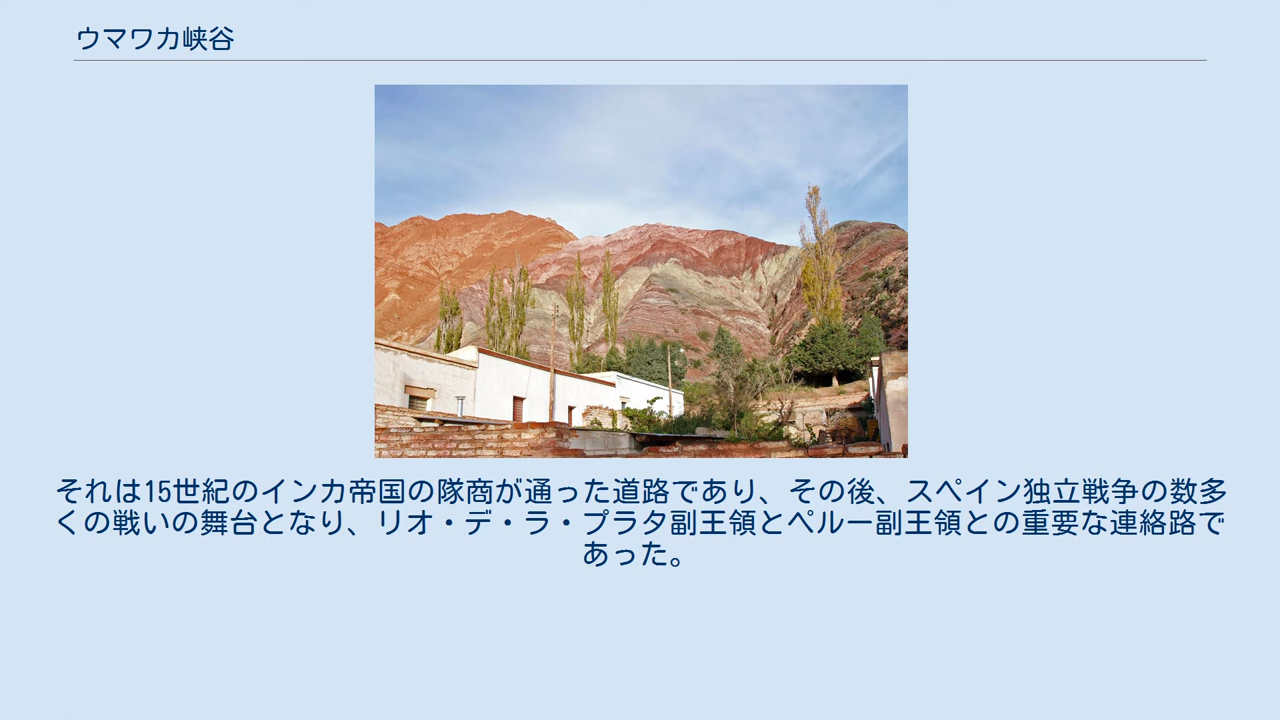 ウマワカ峡谷
それは15世紀のインカ帝国の隊商が通った道路であり、その後、スペイン独立戦争の数多
くの戦いの舞台となり、リオ・デ・ラ・プラタ副王領とペルー副王領との重要な連絡路で
あった。